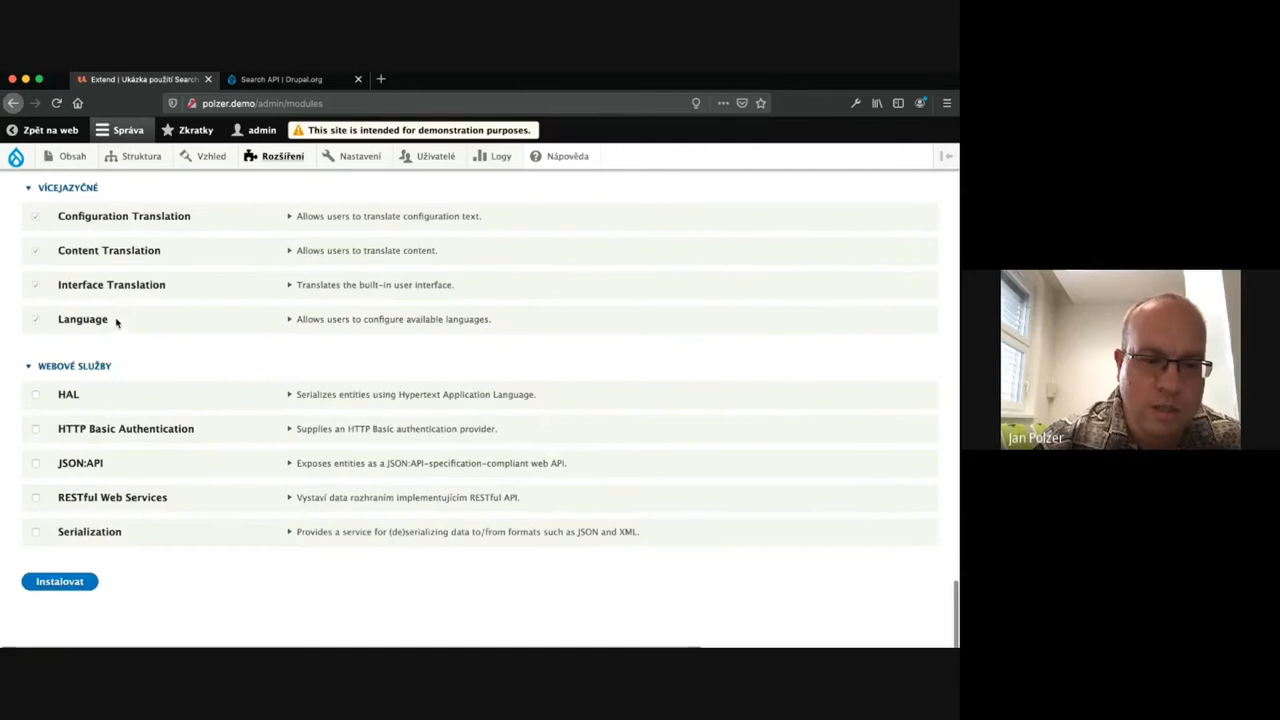 Extend | Ukázka použití Search
Search API | Drupal.org
polzer.demo/admin/modules
Zpět na web
Správa
Zkratky
admin
This site is intended for demonstration purposes.
Obsah
Struktura
Vzhled
Rozšíření
Nastavení
Uživatelé
Logy
Nápověda
VÍCEJAZYČNÉ
Configuration Translation
Allows users to translate configuration text.
Content Translation
Allows users to translate content.
Interface Translation
Translates the built-in user interface.
Language
Allows users to configure available languages.
WEBOVÉ SLUŽBY
HAL
Serializes entities using Hypertext Application Language.
HTTP Basic Authentication
Supplies an HTTP Basic authentication provider.
JSON:API
Exposes entities as a JSON:API-specification-compliant web API.
RESTful Web Services
Vystaví data rozhraním implementujícím RESTful API.
Serialization
Provides a service for (de)serializing data to/from formats such as JSON and XML.
Instalovat
Jan Polzer